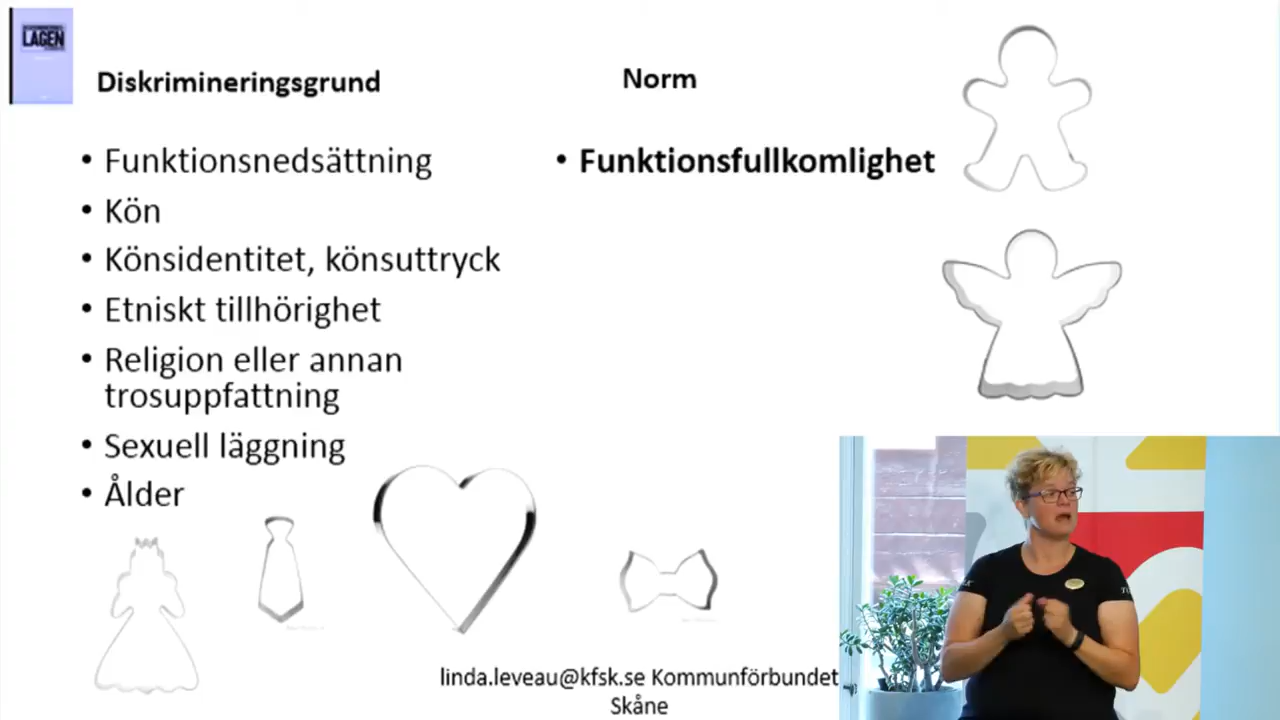 LAGEN
Diskrimineringsgrund
Norm
• Funktionsnedsättning
• Funktionsfullkomlighet
• Kön
• Könsidentitet, könsuttryck
• Etniskt tillhörighet
• Religion eller annan
trosuppfattning
• Sexuell läggning
• Ålder
linda.leveau@kfsk.se Kommunförbundet
Skåne